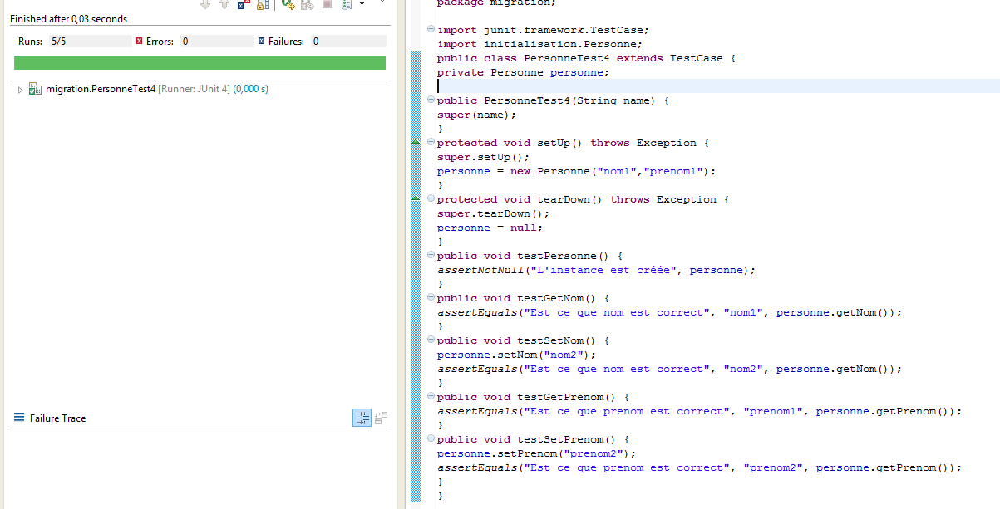 Finished after 0,03 seconds
Runs: 5/5 Errors: 0 Failures: 0
migration.PersonneTest4 [Runner: JUnit 4] (0,000 s)
Failure Trace
package migration;
import junit.framework.TestCase;
import initialisation.Personne;
public class PersonneTest4 extends TestCase {
private Personne personne;
public PersonneTest4(String name) {
super(name);
}
protected void setUp() throws Exception {
super.setUp();
personne = new Personne("nom1","prenom1");
}
protected void tearDown() throws Exception {
super.tearDown();
personne = null;
}
public void testPersonne() {
assertNotNull("L'instance est créée", personne);
}
public void testGetNom() {
assertEquals("Est ce que nom est correct", "nom1", personne.getNom());
}
public void testSetNom() {
personne.setNom("nom2");
assertEquals("Est ce que nom est correct", "nom2", personne.getNom());
}
public void testGetPrenom() {
assertEquals("Est ce que prenom est correct", "prenom1", personne.getPrenom());
}
public void testSetPrenom() {
personne.setPrenom("prenom2");
assertEquals("Est ce que prenom est correct", "prenom2", personne.getPrenom());
}
}